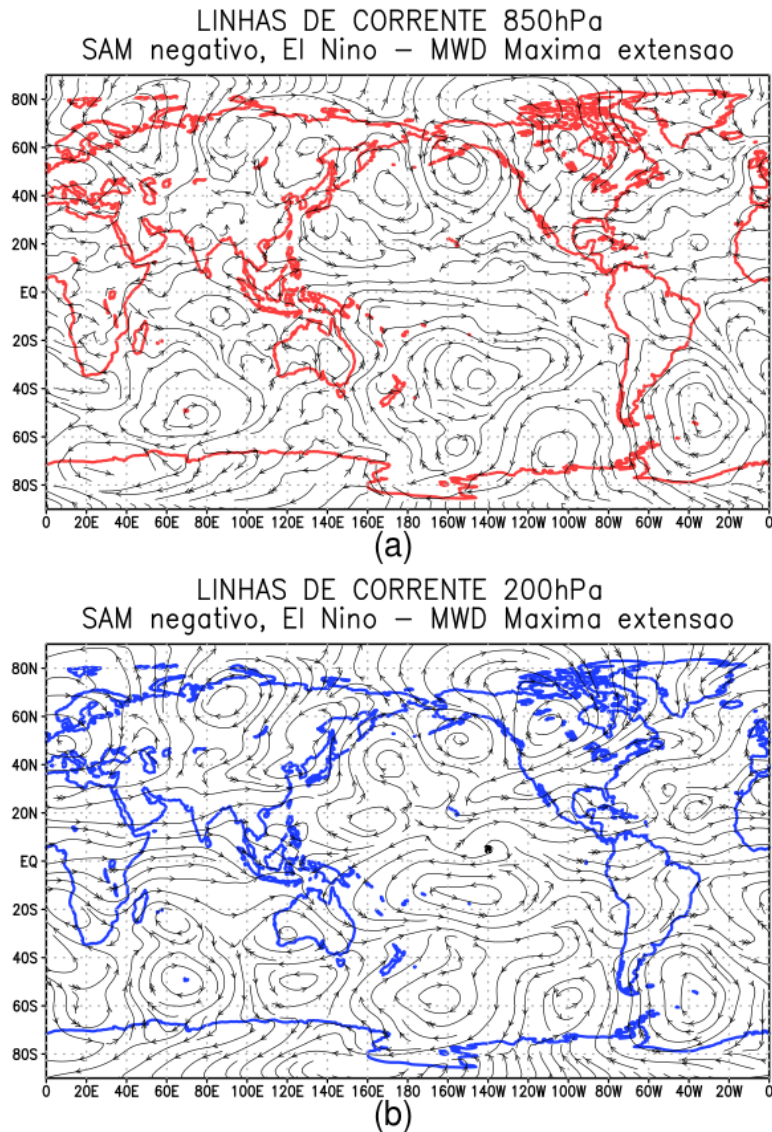 LINHAS DE CORRENTE 850hPa
SAM negativo, El Nino – MWD Maxima extensao
80N
60N
40N
20N
EQ
20S
40S
60S
80S
0 20E 40E 60E 80E 100E 120E 140E 160E 180 160W 140W 120W 100W 80W 60W 40W 20W 0
(a)
LINHAS DE CORRENTE 200hPa
SAM negativo, El Nino – MWD Maxima extensao
80N
60N
40N
20N
EQ
20S
40S
60S
80S
0 20E 40E 60E 80E 100E 120E 140E 160E 180 160W 140W 120W 100W 80W 60W 40W 20W 0
(b)